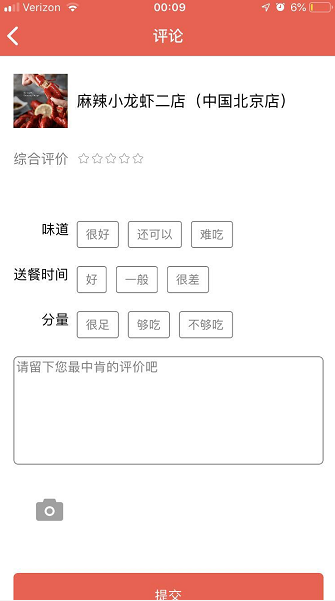 Verizon 00:09 6%
评论
麻辣小龙虾二店（中国北京店）
综合评价
味道 很好 还可以 难吃
送餐时间 好 一般 很差
分量 很足 够吃 不够吃
请留下您最中肯的评价吧
提交